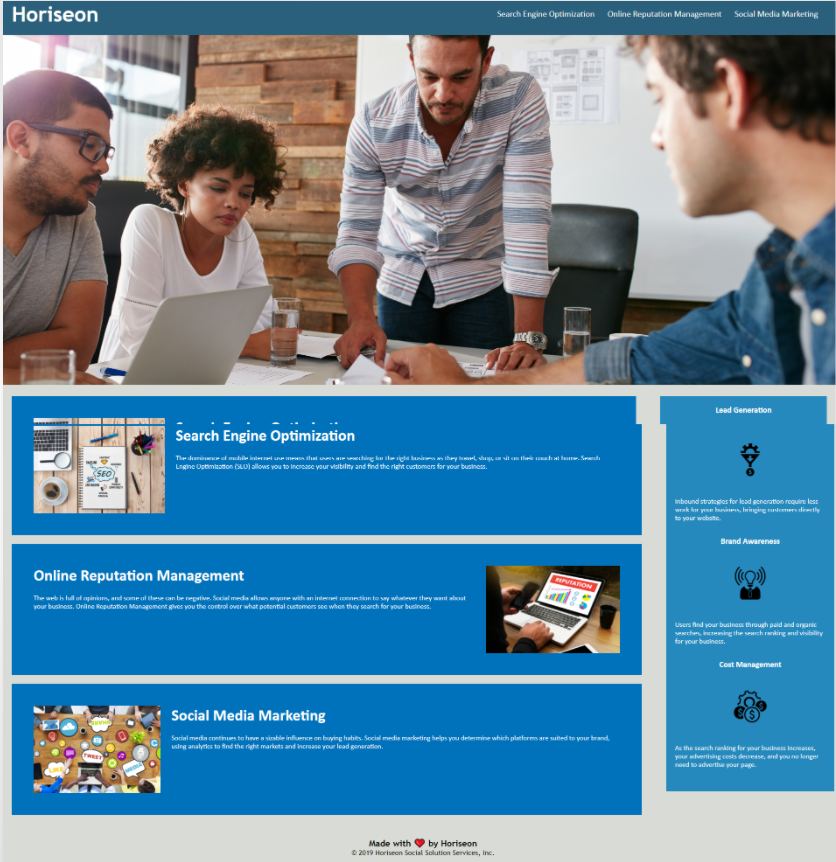 Horiseon
Search Engine Optimization Online Reputation Management Social Media Marketing
Search Engine Optimization
The dominance of mobile internet use means that users are searching for the right business as they travel, shop, or sit on their couch at home. Search
Engine Optimization (SEO) allows you to increase your visibility and find the right customers for your business.
SEO
Online Reputation Management
The web is full of opinions, and some of these can be negative. Social media allows anyone with an internet connection to say whatever they want about
your business. Online Reputation Management gives you the control over what potential customers see when they search for your business.
REPUTATION
Social Media Marketing
Social media continues to have a sizable influence on buying habits. Social media marketing helps you determine which platforms are suited to your brand,
using analytics to find the right markets and increase your lead generation.
SHARE
TWEET
LIKE
MEDIA
Lead Generation
Inbound strategies for lead generation require less
work for your business, bringing customers directly
to your website.
Brand Awareness
Users find your business through paid and organic
searches, increasing the search ranking and visibility
for your business.
Cost Management
As the search ranking for your business increases,
your advertising costs decrease, and you no longer
need to advertise your page.
Made with ❤️ by Horiseon
© 2019 Horiseon Social Solution Services, Inc.